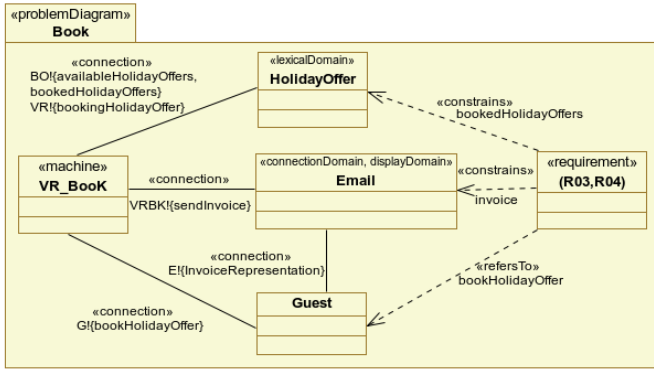 «problemDiagram»
Book
«connection»
BO!{availableHolidayOffers,
bookedHolidayOffers}
VR!{bookingHolidayOffer}
«lexicalDomain»
HolidayOffer
«constrains»
bookedHolidayOffers
«machine»
VR_BooK
«connection»
VRBK!{sendInvoice}
«connectionDomain, displayDomain»
Email
«constrains»
invoice
«requirement»
(R03,R04)
«connection»
E!{InvoiceRepresentation}
«refersTo»
bookHolidayOffer
«connection»
G!{bookHolidayOffer}
Guest